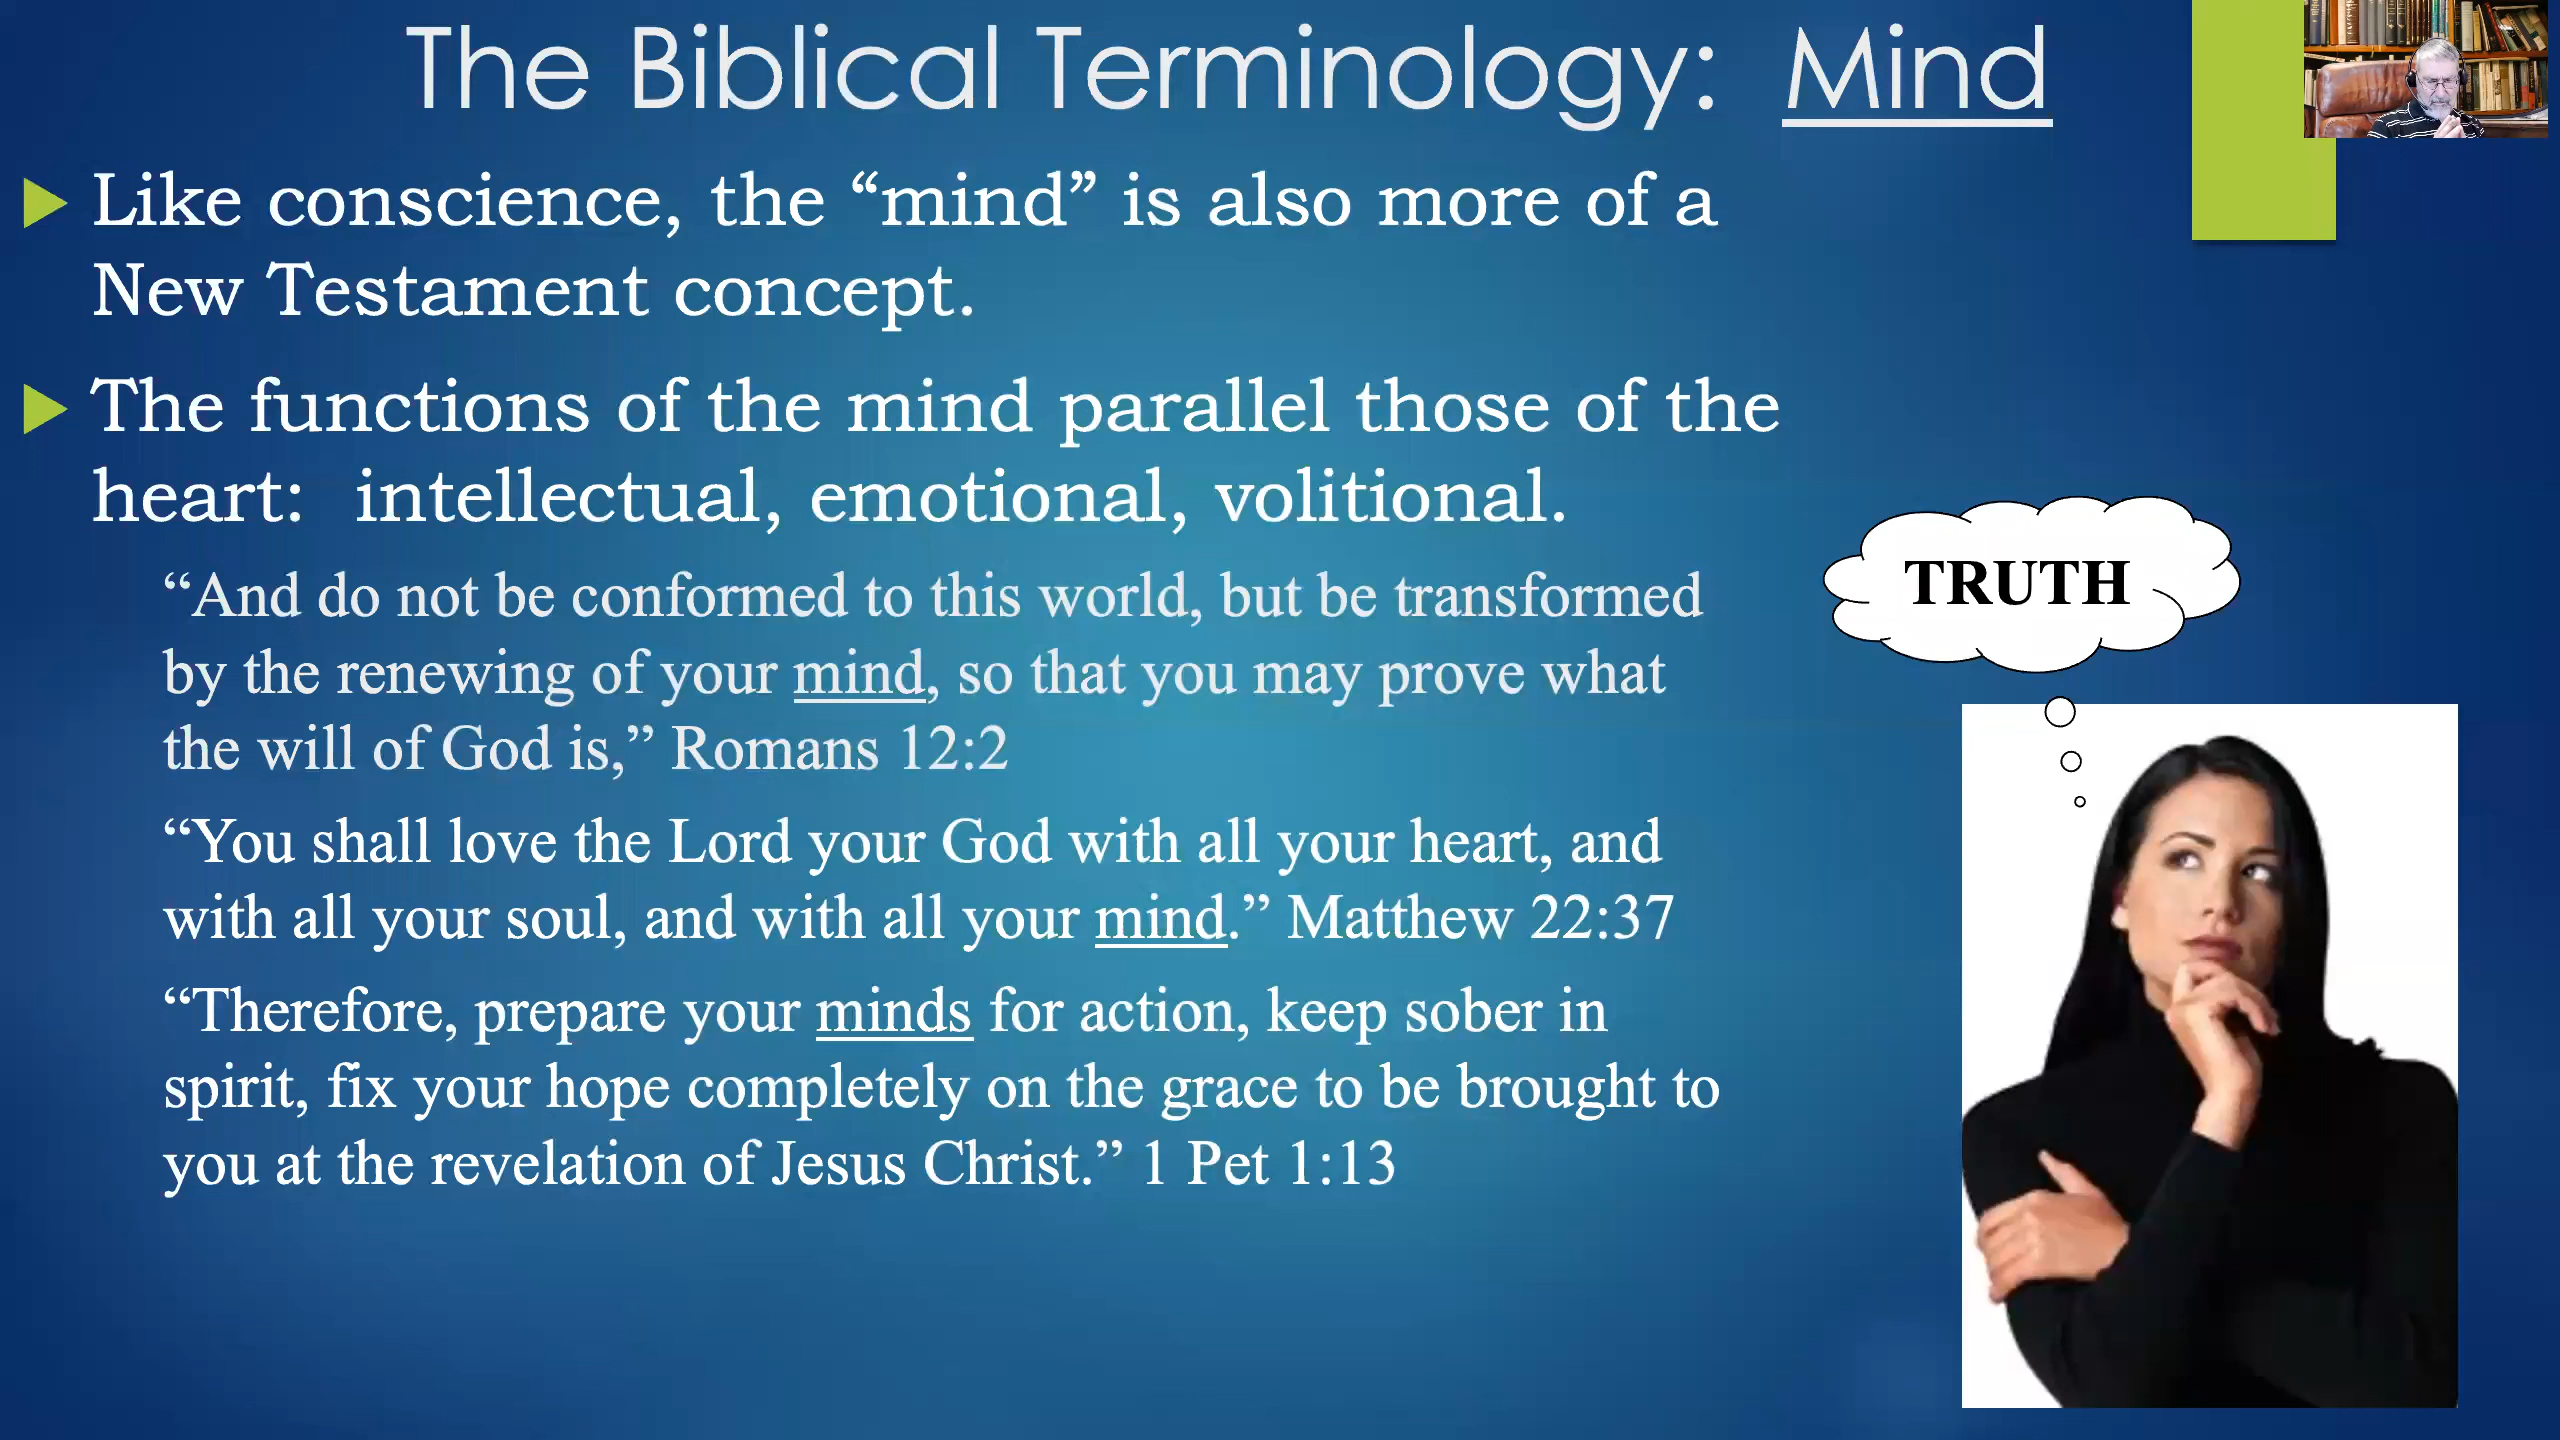 The Biblical Terminology: Mind
Like conscience, the “mind” is also more of a
New Testament concept.
The functions of the mind parallel those of the
heart: intellectual, emotional, volitional.
“And do not be conformed to this world, but be transformed
by the renewing of your mind, so that you may prove what
the will of God is,” Romans 12:2
“You shall love the Lord your God with all your heart, and
with all your soul, and with all your mind.” Matthew 22:37
“Therefore, prepare your minds for action, keep sober in
spirit, fix your hope completely on the grace to be brought to
you at the revelation of Jesus Christ.” 1 Pet 1:13
TRUTH